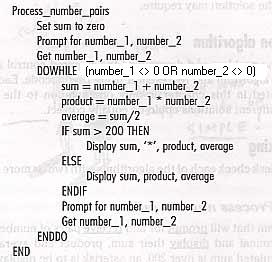 Process_number_pairs
Set sum to zero
Prompt for number_1, number_2
Get number_1, number_2
DOWHILE (number_1 <> 0 OR number_2 <> 0)
sum = number_1 + number_2
product = number_1 * number_2
average = sum/2
IF sum > 200 THEN
Display sum, '*', product, average
ELSE
Display sum, product, average
ENDIF
Prompt for number_1, number_2
Get number_1, number_2
ENDDO
END